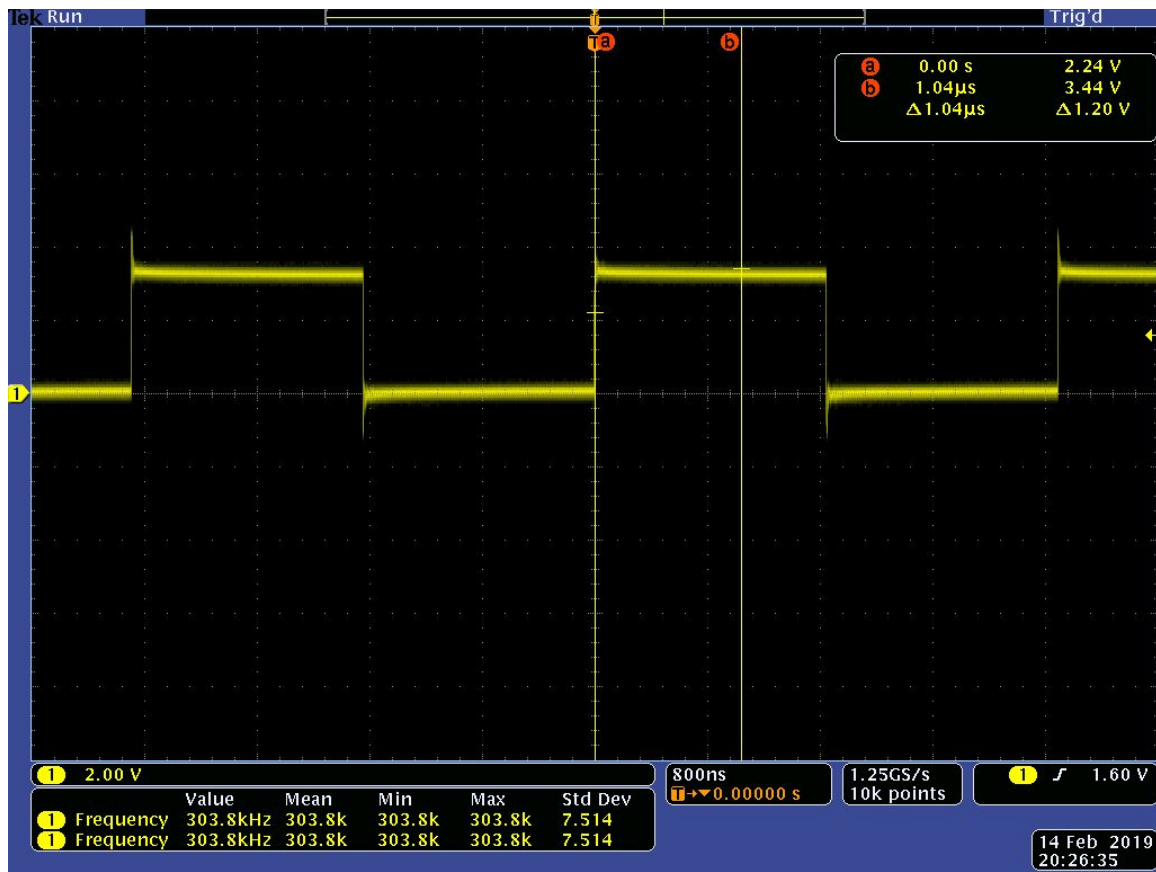 Tek Run Trig'd
T a b
a 0.00 s 2.24 V
b 1.04µs 3.44 V
Δ1.04µs Δ1.20 V
1
1 2.00 V
800ns
T→▼0.00000 s
1.25GS/s
10k points
1 ʃ 1.60 V
Value Mean Min Max Std Dev
1 Frequency 303.8kHz 303.8k 303.8k 303.8k 7.514
1 Frequency 303.8kHz 303.8k 303.8k 303.8k 7.514
14 Feb 2019
20:26:35